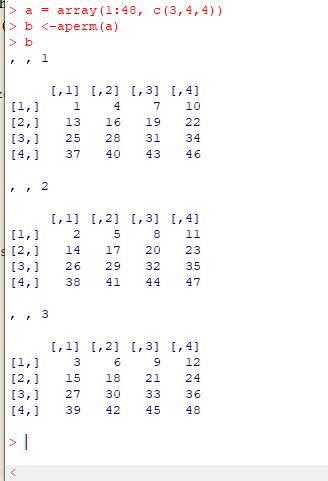 > a = array(1:48, c(3,4,4))
> b <-aperm(a)
> b
, , 1
     [,1] [,2] [,3] [,4]
[1,]    1    4    7   10
[2,]   13   16   19   22
[3,]   25   28   31   34
[4,]   37   40   43   46
, , 2
     [,1] [,2] [,3] [,4]
[1,]    2    5    8   11
[2,]   14   17   20   23
[3,]   26   29   32   35
[4,]   38   41   44   47
, , 3
     [,1] [,2] [,3] [,4]
[1,]    3    6    9   12
[2,]   15   18   21   24
[3,]   27   30   33   36
[4,]   39   42   45   48
>